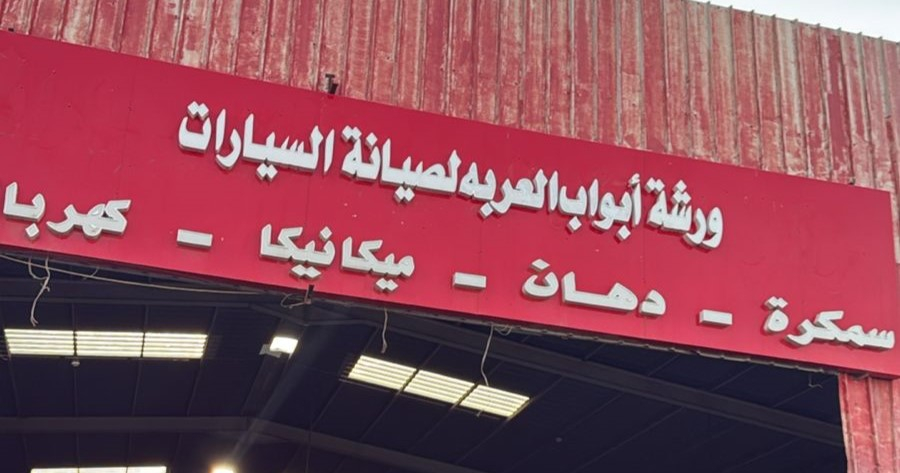 ورشة أبواب العربه لصيانة السيارات
سمكرة - دهان - ميكانيكا - كهربا